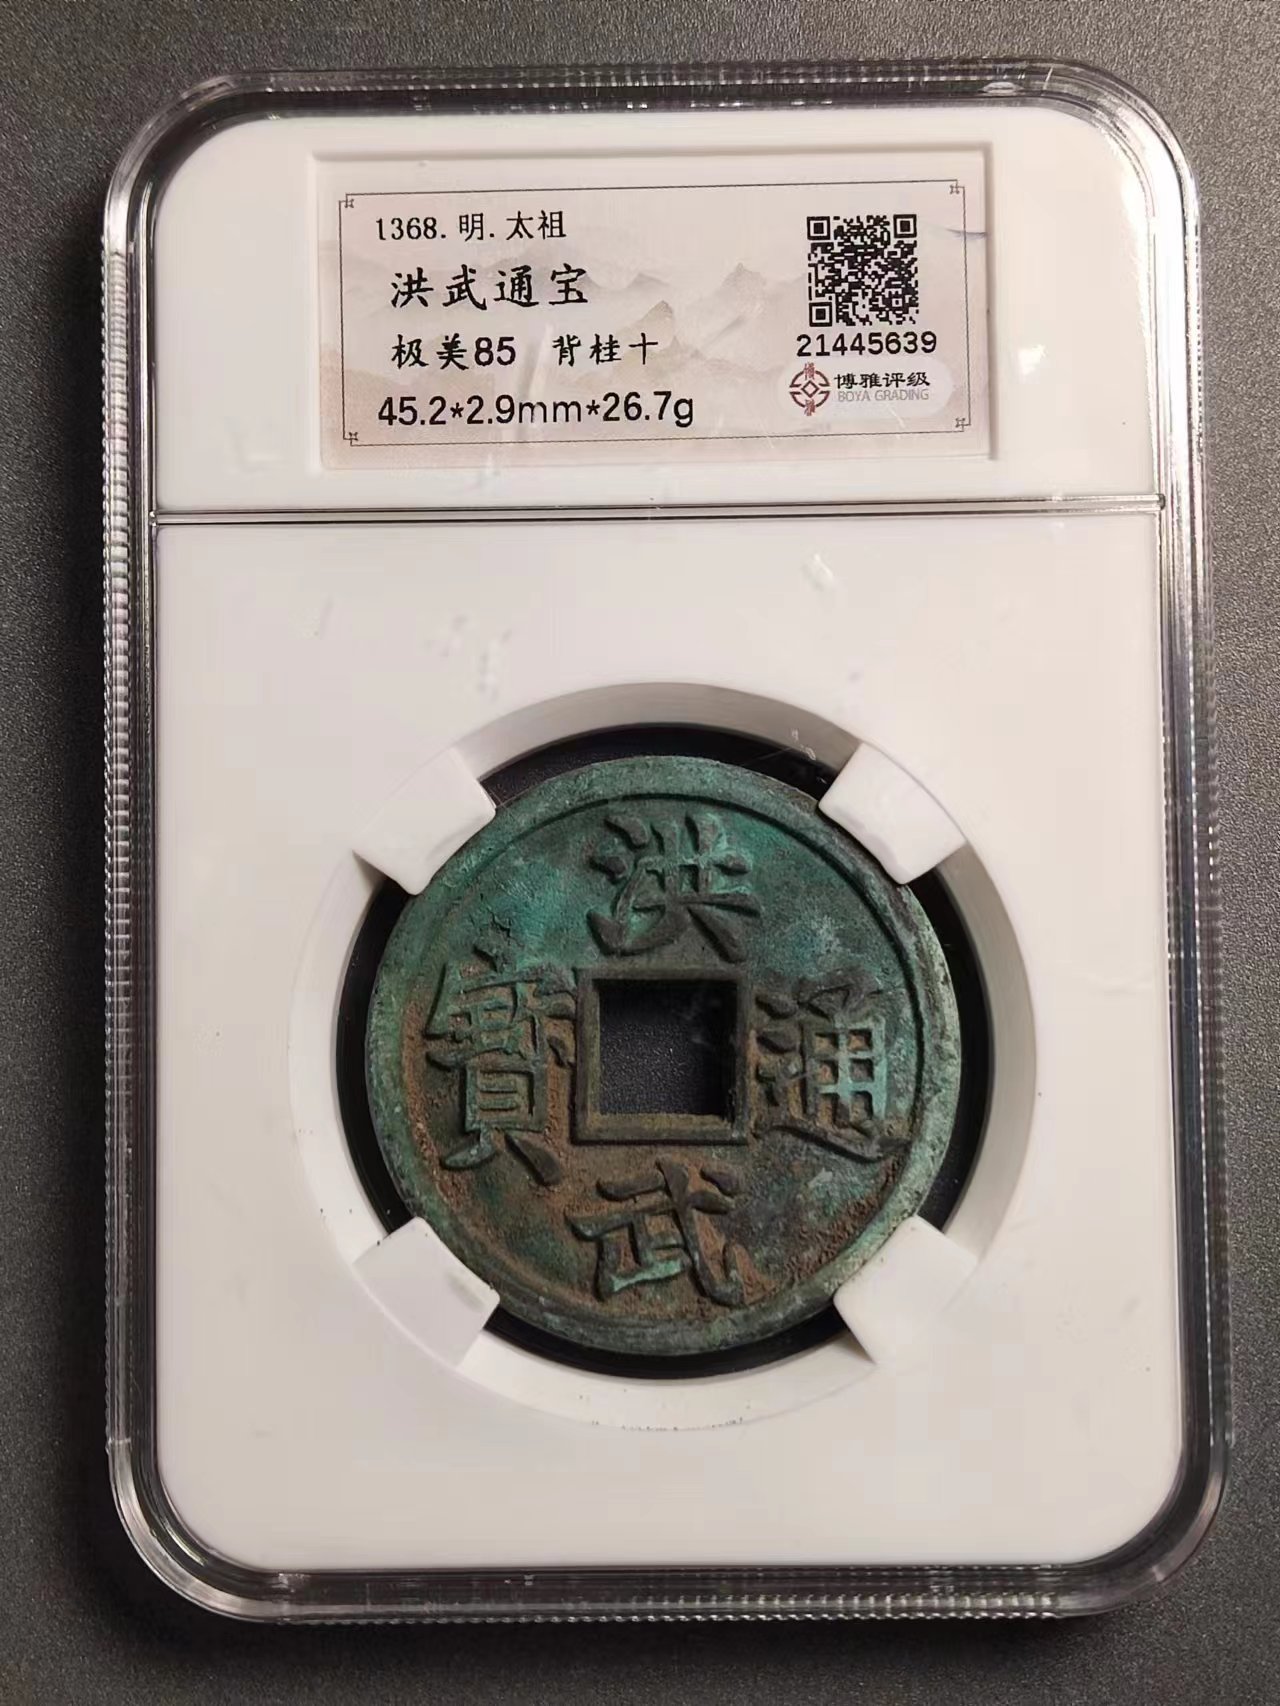 1368.明.太祖
洪武通宝
极美85 背桂十
45.2*2.9mm*26.7g
21445639
博雅评级
BOYA GRADING
洪
寶 通
武